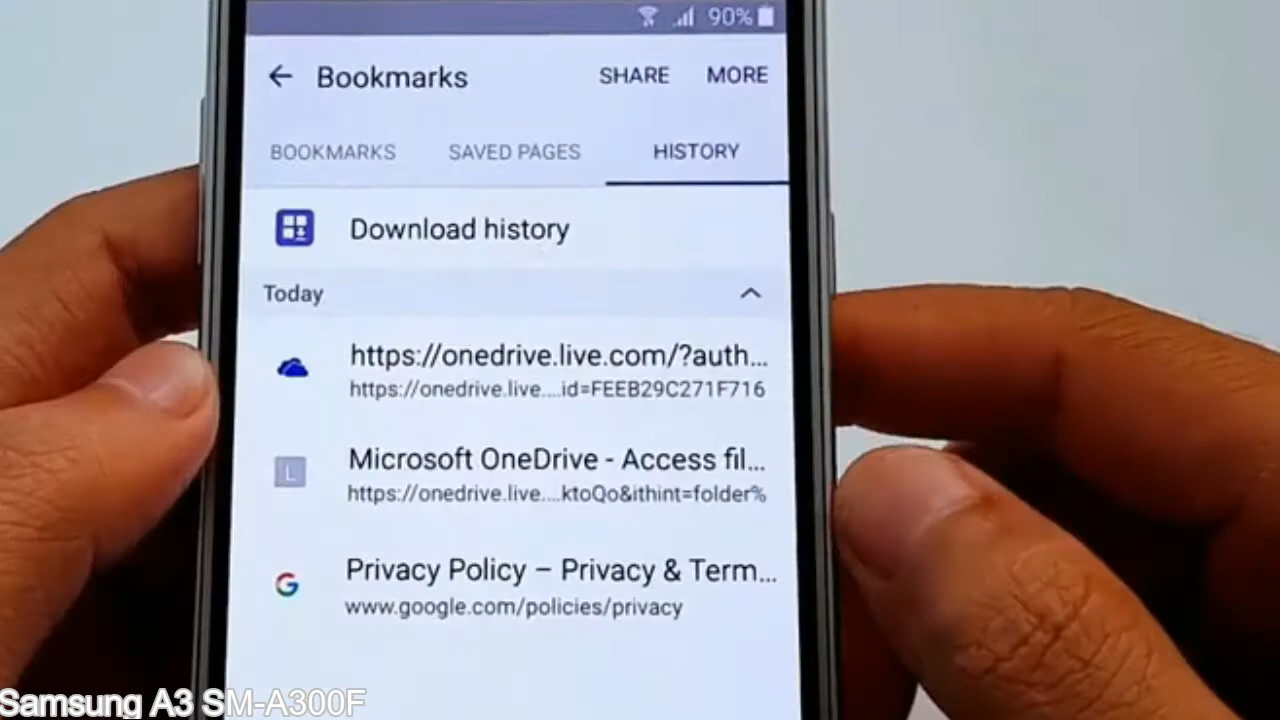 90%
Bookmarks SHARE MORE
BOOKMARKS SAVED PAGES HISTORY
Download history
Today
https://onedrive.live.com/?auth...
https://onedrive.live....id=FEEB29C271F716
L
Microsoft OneDrive - Access fil...
https://onedrive.live....ktoQo&ithint=folder%
G
Privacy Policy – Privacy & Term...
www.google.com/policies/privacy
Samsung A3 SM-A300F